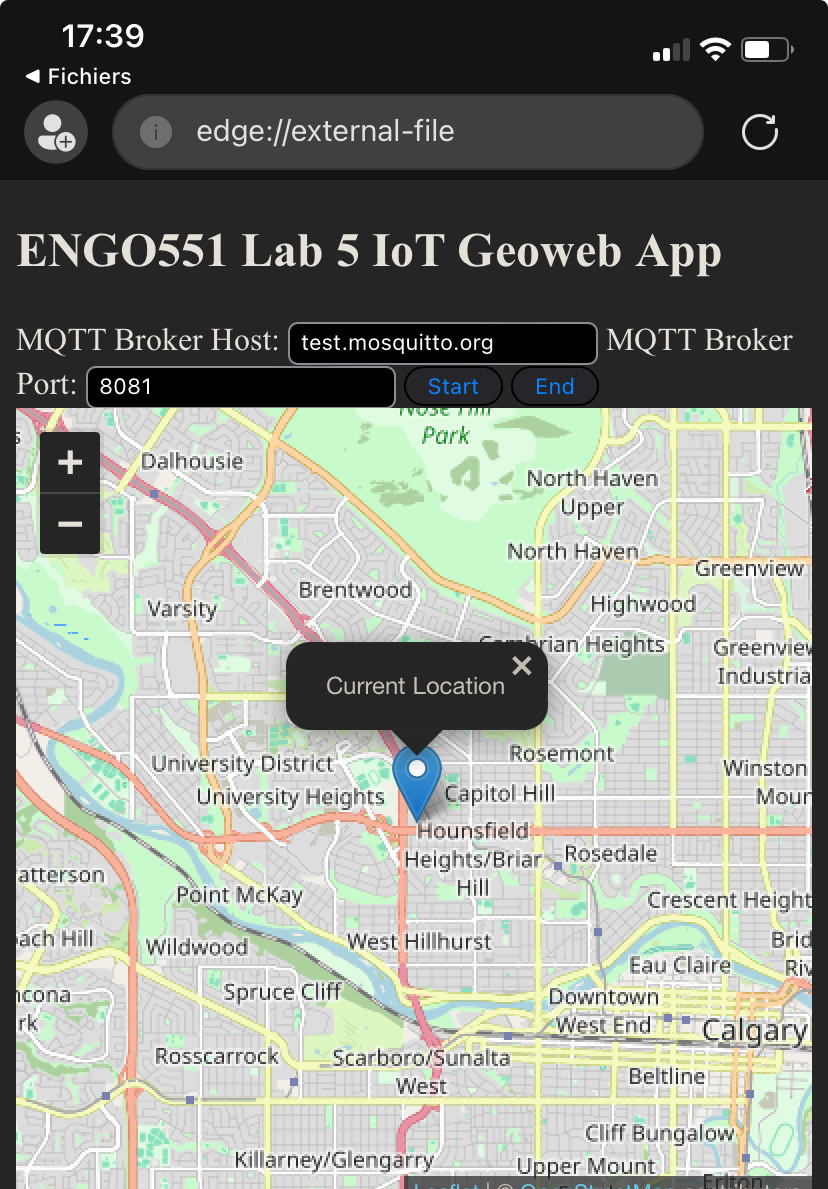 17:39
◀ Fichiers
edge://external-file
ENGO551 Lab 5 IoT Geoweb App
MQTT Broker Host: test.mosquitto.org MQTT Broker
Port: 8081 Start End
Nose Hill
Park
+
−
Dalhousie
North Haven
Upper
North Haven
Greenview
Brentwood
Highwood
Varsity
Cambrian Heights
Greenview
Industria
Current Location ×
Rosemont
University District
Winston
University Heights
Capitol Hill
Moun
Hounsfield
Heights/Briar
Hill
Rosedale
atterson
Point McKay
Crescent Height
ach Hill
Wildwood
West Hillhurst
Brid
Riv
Eau Claire
Spruce Cliff
ncona
rk
Downtown
West End
Calgary
Rosscarrock
Scarboro/Sunalta
West
Beltline
Cliff Bungalow
Killarney/Glengarry
Upper Mount
Erlton